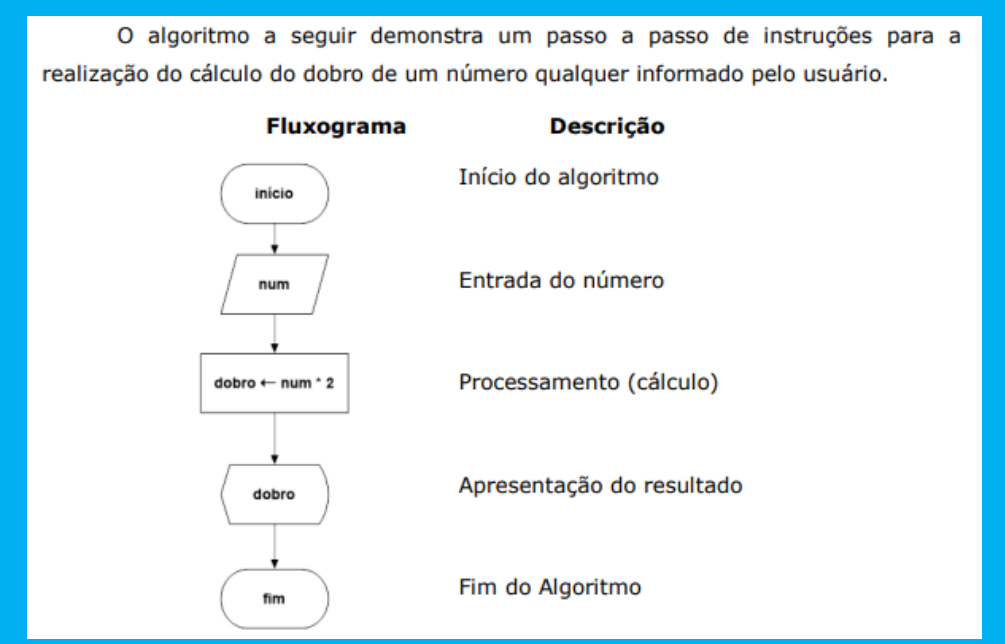 O algoritmo a seguir demonstra um passo a passo de instruções para a
realização do cálculo do dobro de um número qualquer informado pelo usuário.
Fluxograma Descrição
início Início do algoritmo
num Entrada do número
dobro ← num * 2 Processamento (cálculo)
dobro Apresentação do resultado
fim Fim do Algoritmo